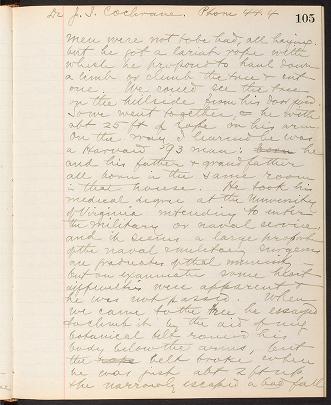 Dr J. I. Cochrane. Phone 44.4
105
men were not to be had, all haying.
but he got a lariat rope with
which he proposed to haul down
a limb or climb the tree & cut
one. We could see the tree
on the hillside from his door yard.
So we went together, & he with
abt 25 ft of rope on his arm
On the way I learned he was
a Harvard '93 man; born he
and his father & grandfather
all born in the same room
in that house. He took his
medical degree at the University
of Virginia intending to enter
the military or naval service,
and it seems a large proportion
of the naval & military surgeons
are graduates of that university
but on examination some heart
difficulties were apparent &
he was not passed. When
we came to the tree he essayed
to climb it by the aid of my
botanical belt round his
body below the arms, but
the rope belt broke when
he was just abt 2 ft up,
& he narrowly escaped a bad fall